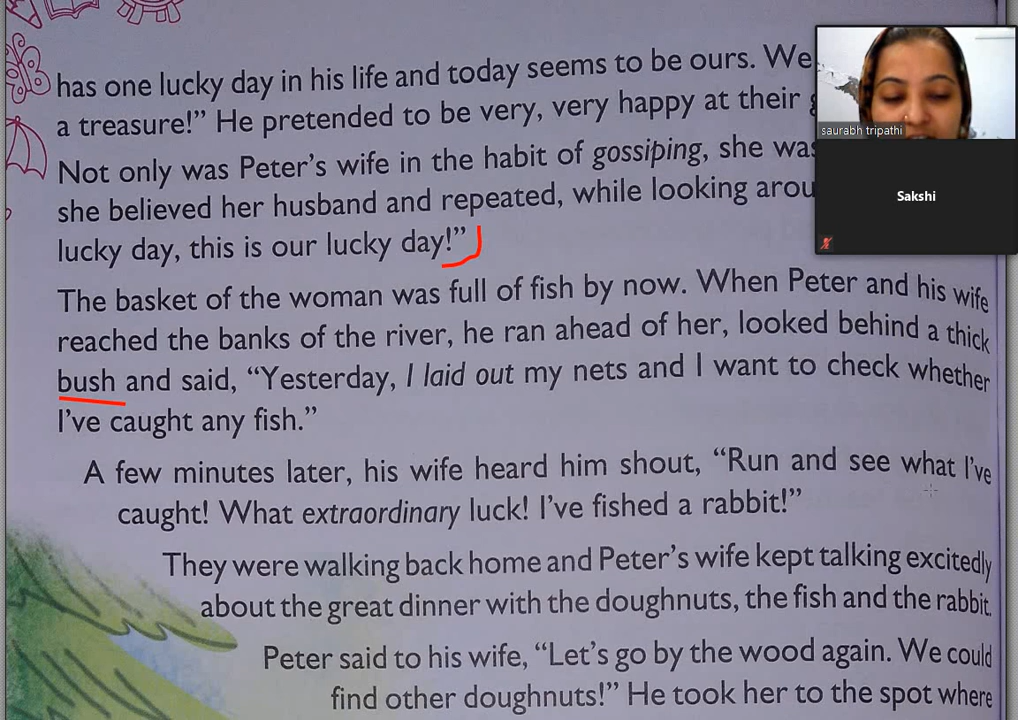 has one lucky day in his life and today seems to be ours. We
a treasure!” He pretended to be very, very happy at their
Not only was Peter’s wife in the habit of gossiping, she was
she believed her husband and repeated, while looking
lucky day, this is our lucky day!”
The basket of the woman was full of fish by now. When Peter and his wife
reached the banks of the river, he ran ahead of her, looked behind a thick
bush and said, “Yesterday, I laid out my nets and I want to check whether
I’ve caught any fish.”
A few minutes later, his wife heard him shout, “Run and see what I’ve
caught! What extraordinary luck! I’ve fished a rabbit!”
They were walking back home and Peter’s wife kept talking excitedly
about the great dinner with the doughnuts, the fish and the rabbit.
Peter said to his wife, “Let’s go by the wood again. We could
find other doughnuts!” He took her to the spot where
saurabh tripathi
Sakshi